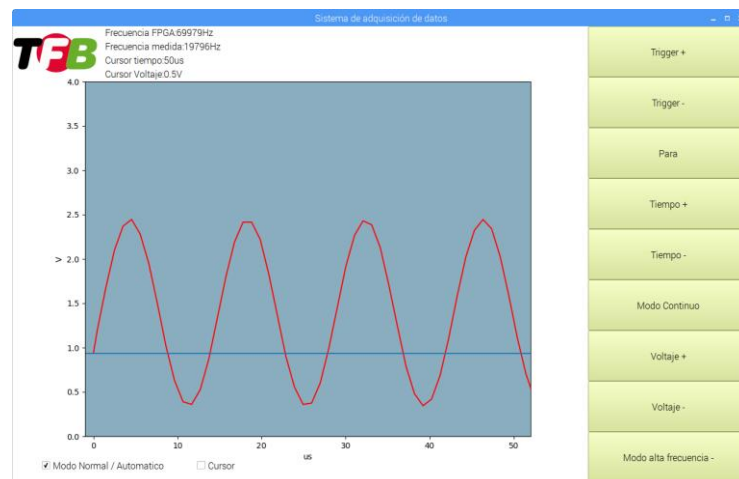 Sistema de adquisición de datos
TFB
Frecuencia FPGA:69979Hz
Frecuencia medida:19796Hz
Cursor tiempo:50us
Cursor Voltaje:0.5V
4.0
3.5
3.0
2.5
2.0
1.5
1.0
0.5
0.0
V
0 10 20 30 40 50
us
Modo Normal / Automatico
Cursor
Trigger +
Trigger -
Para
Tiempo +
Tiempo -
Modo Continuo
Voltaje +
Voltaje -
Modo alta frecuencia -